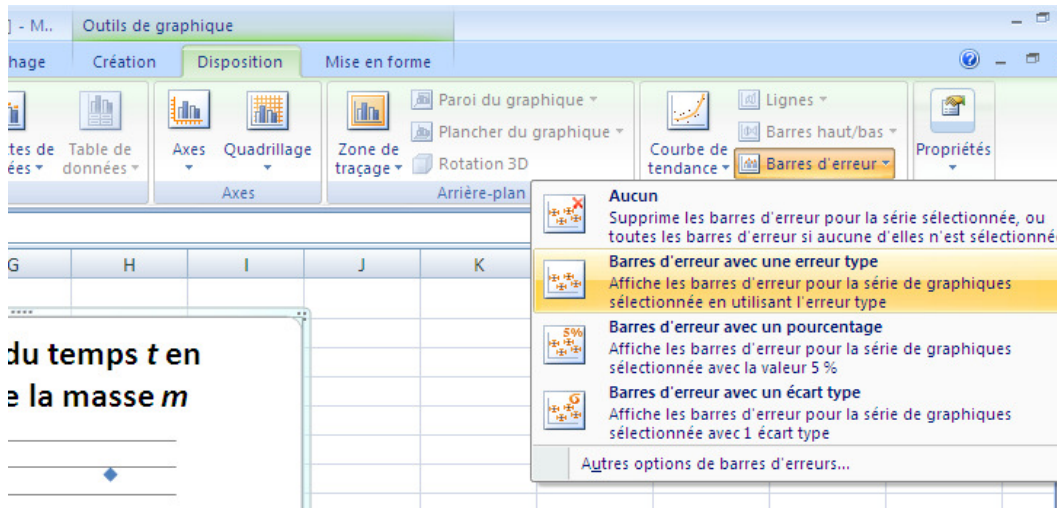 ] - M..
Outils de graphique
hage
Création
Disposition
Mise en forme
tes de
ées
Table de
données
Axes
Quadrillage
Axes
Zone de
traçage
Paroi du graphique
Plancher du graphique
Rotation 3D
Arrière-plan
Courbe de
tendance
Lignes
Barres haut/bas
Barres d'erreur
Propriétés
Aucun
Supprime les barres d'erreur pour la série sélectionnée, ou
toutes les barres d'erreur si aucune d'elles n'est sélectionné
Barres d'erreur avec une erreur type
Affiche les barres d'erreur pour la série de graphiques
sélectionnée en utilisant l'erreur type
5%
Barres d'erreur avec un pourcentage
Affiche les barres d'erreur pour la série de graphiques
sélectionnée avec la valeur 5 %
σ
Barres d'erreur avec un écart type
Affiche les barres d'erreur pour la série de graphiques
sélectionnée avec 1 écart type
Autres options de barres d'erreurs...
G H I J K
du temps t en
e la masse m